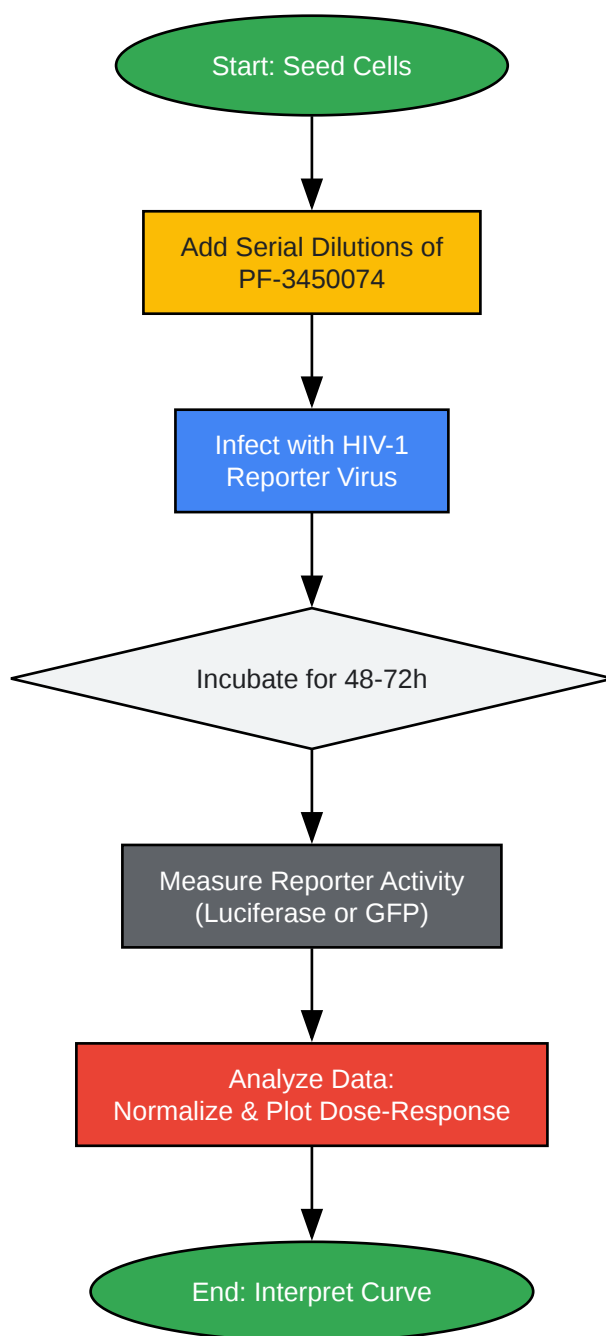 Start: Seed Cells
Add Serial Dilutions of
PF-3450074
Infect with HIV-1
Reporter Virus
Incubate for 48-72h
Measure Reporter Activity
(Luciferase or GFP)
Analyze Data:
Normalize & Plot Dose-Response
End: Interpret Curve